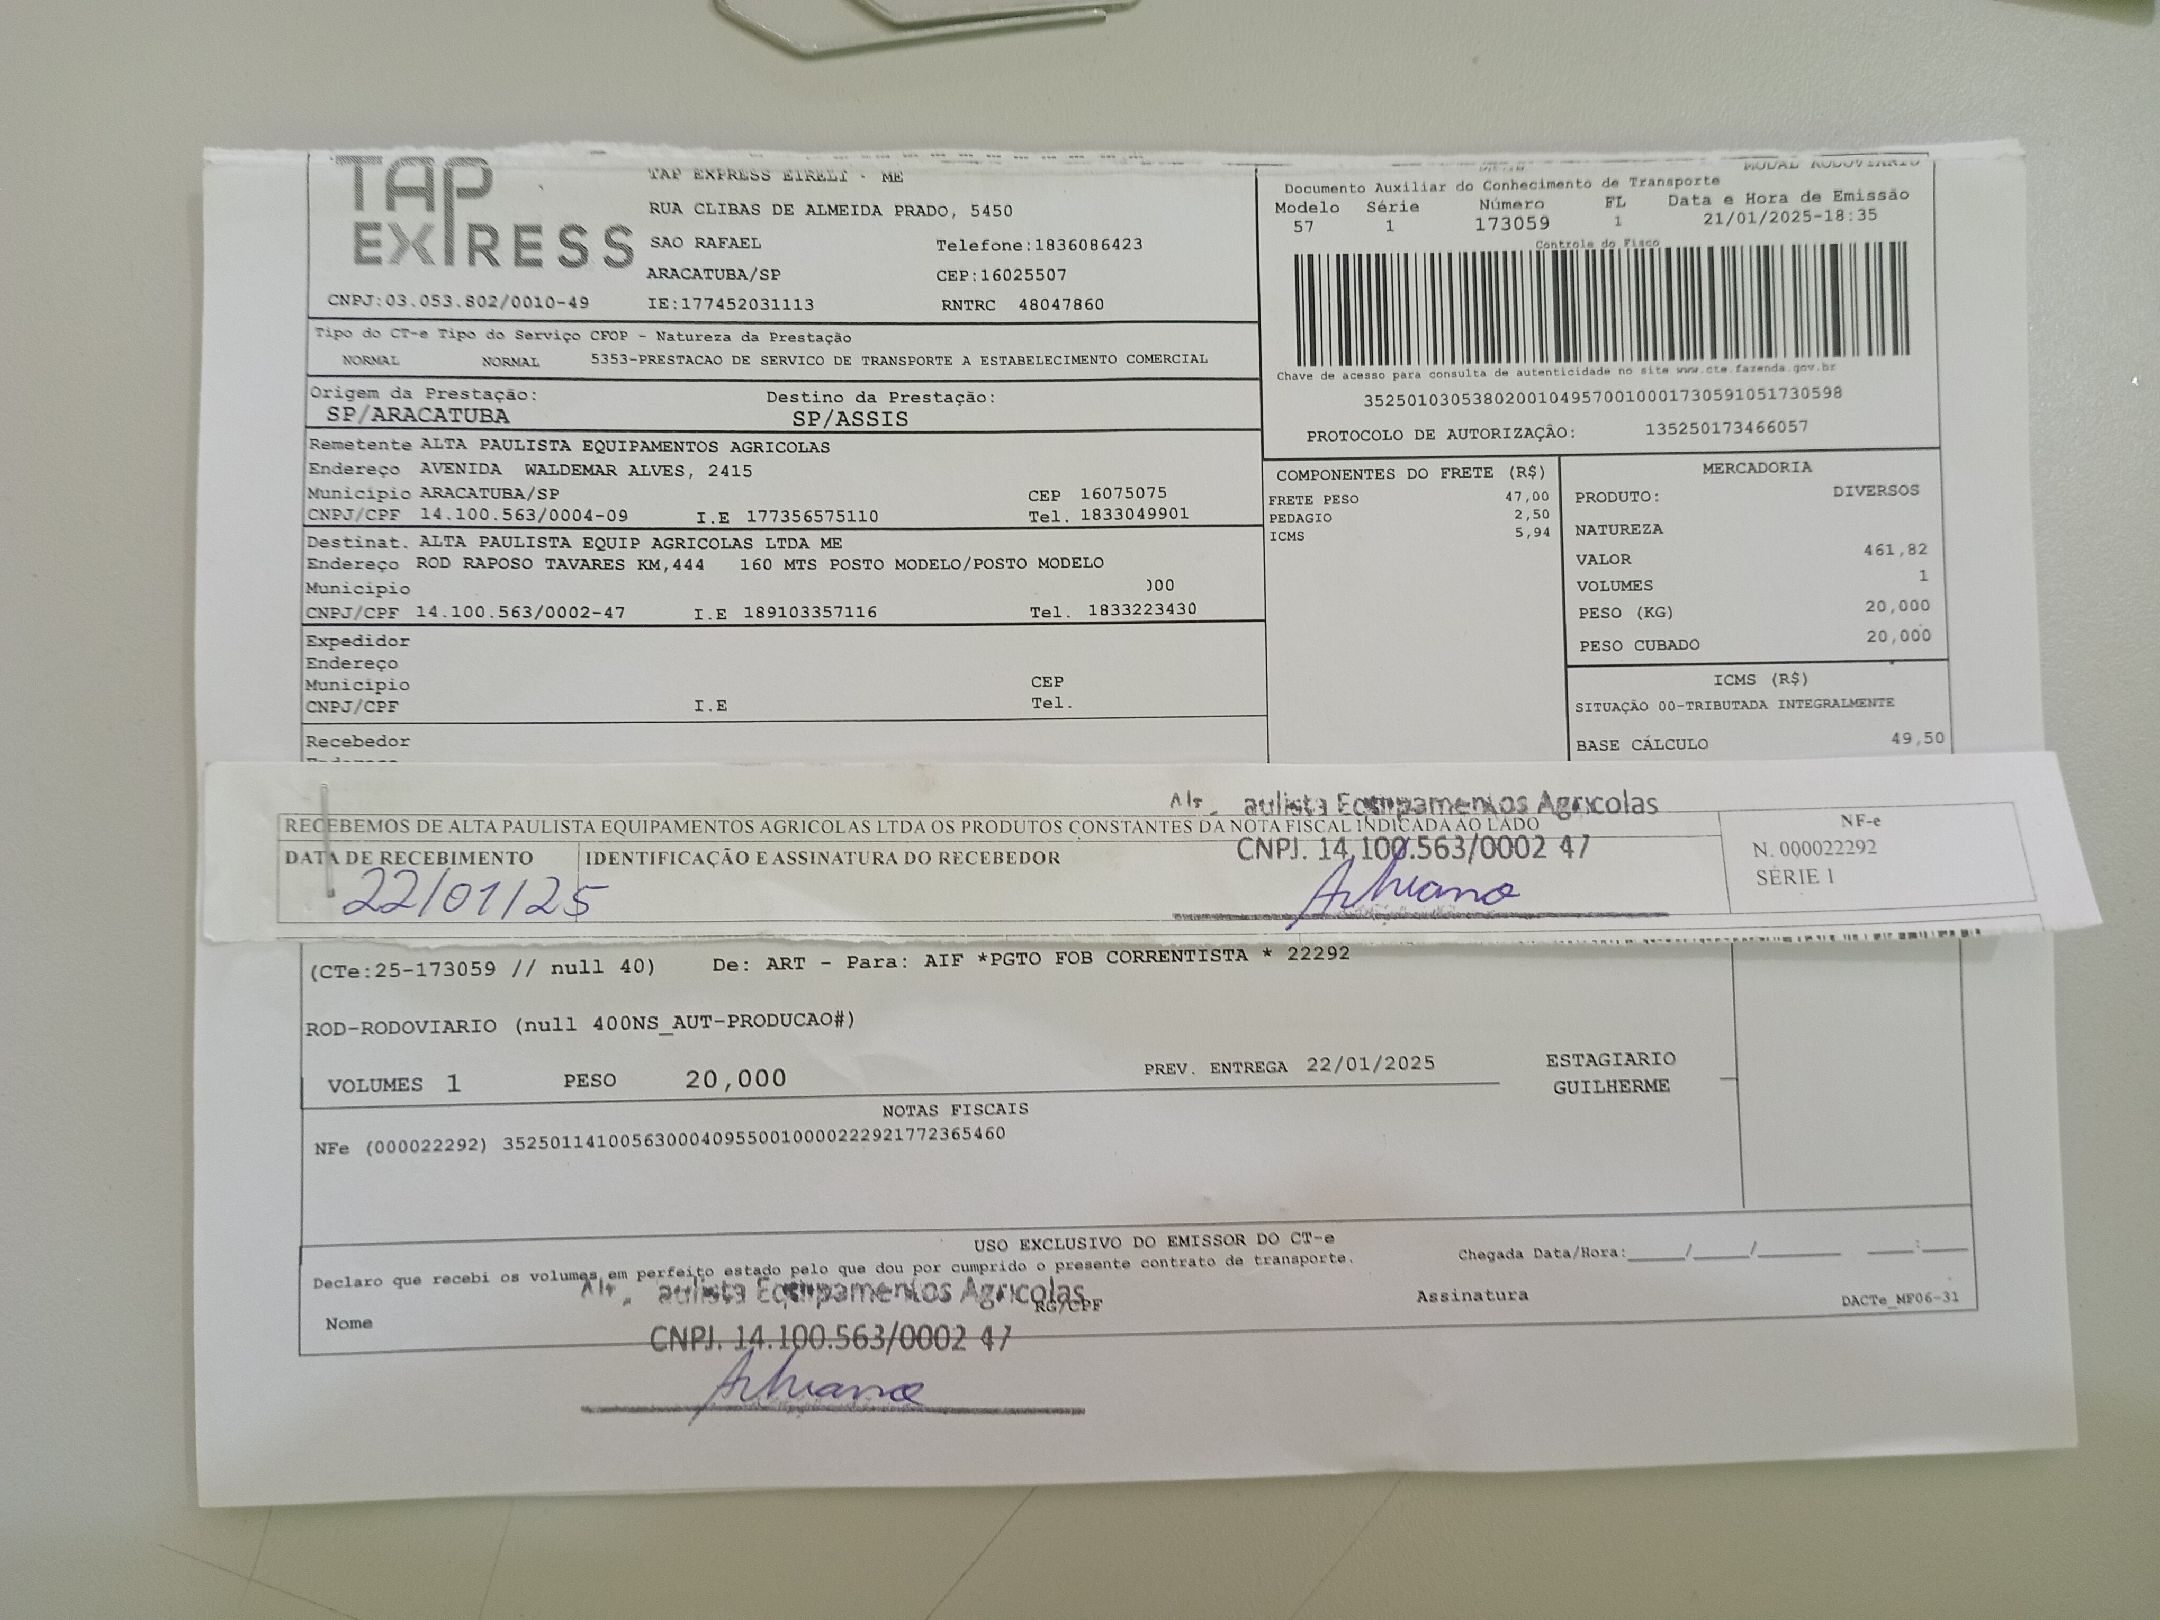 TAP EXPRESS
TAP EXPRESS EIRELI - ME
RUA CLIBAS DE ALMEIDA PRADO, 5450
SAO RAFAEL Telefone:1836086423
ARACATUBA/SP CEP:16025507
CNPJ:03.053.802/0010-49 IE:177452031113 RNTRC 48047860
MODAL RODOVIARIO
Documento Auxiliar do Conhecimento de Transporte
Modelo Série Número FL Data e Hora de Emissão
57 1 173059 1 21/01/2025-18:35
Controle do Fisco
Chave de acesso para consulta de autenticidade no site www.cte.fazenda.gov.br
35250103053802001049570010001730591051730598
PROTOCOLO DE AUTORIZAÇÃO: 135250173466057
Tipo do CT-e Tipo do Serviço CFOP - Natureza da Prestação
NORMAL NORMAL 5353-PRESTACAO DE SERVICO DE TRANSPORTE A ESTABELECIMENTO COMERCIAL
Origem da Prestação: Destino da Prestação:
SP/ARACATUBA SP/ASSIS
Remetente ALTA PAULISTA EQUIPAMENTOS AGRICOLAS
Endereço AVENIDA WALDEMAR ALVES, 2415
Municipio ARACATUBA/SP CEP 16075075
CNPJ/CPF 14.100.563/0004-09 I.E 177356575110 Tel. 1833049901
Destinat. ALTA PAULISTA EQUIP AGRICOLAS LTDA ME
Endereço ROD RAPOSO TAVARES KM,444 160 MTS POSTO MODELO/POSTO MODELO
Municipio 000
CNPJ/CPF 14.100.563/0002-47 I.E 189103357116 Tel. 1833223430
Expedidor
Endereço
Municipio CEP
CNPJ/CPF I.E Tel.
Recebedor
COMPONENTES DO FRETE (R$)
FRETE PESO 47,00
PEDAGIO 2,50
ICMS 5,94
MERCADORIA
PRODUTO: DIVERSOS
NATUREZA
VALOR 461,82
VOLUMES 1
PESO (KG) 20,000
PESO CUBADO 20,000
ICMS (R$)
SITUAÇÃO 00-TRIBUTADA INTEGRALMENTE
BASE CÁLCULO 49,50
aulista Equipamentos Agricolas
RECEBEMOS DE ALTA PAULISTA EQUIPAMENTOS AGRICOLAS LTDA OS PRODUTOS CONSTANTES DA NOTA FISCAL INDICADA AO LADO
NF-e
N. 000022292
SÉRIE 1
DATA DE RECEBIMENTO IDENTIFICAÇÃO E ASSINATURA DO RECEBEDOR
CNPJ. 14.100.563/0002 47
22/01/25
(CTe:25-173059 // null 40) De: ART - Para: AIF *PGTO FOB CORRENTISTA * 22292
ROD-RODOVIARIO (null 400NS_AUT-PRODUCAO#)
VOLUMES 1 PESO 20,000 PREV. ENTREGA 22/01/2025
ESTAGIARIO
GUILHERME
NOTAS FISCAIS
NFe (000022292) 35250114100563000409550010000222921772365460
USO EXCLUSIVO DO EMISSOR DO CT-e
Declaro que recebi os volumes em perfeito estado pelo que dou por cumprido o presente contrato de transporte.
Chegada Data/Hora:____/____/______ ___:___
aulista Equipamentos Agricolas
Nome RG/CPF Assinatura DACTe_MF06-31
CNPJ. 14.100.563/0002 47